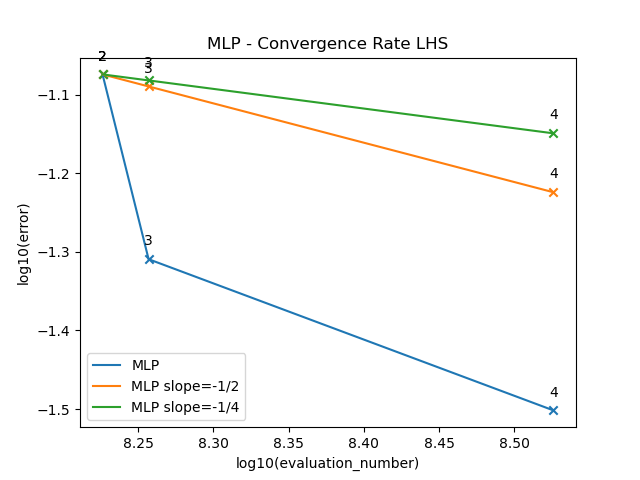 MLP - Convergence Rate LHS
2
3
3
4
4
3
4
−1.1
−1.2
−1.3
−1.4
−1.5
log10(error)
MLP
MLP slope=-1/2
MLP slope=-1/4
8.25 8.30 8.35 8.40 8.45 8.50
log10(evaluation_number)